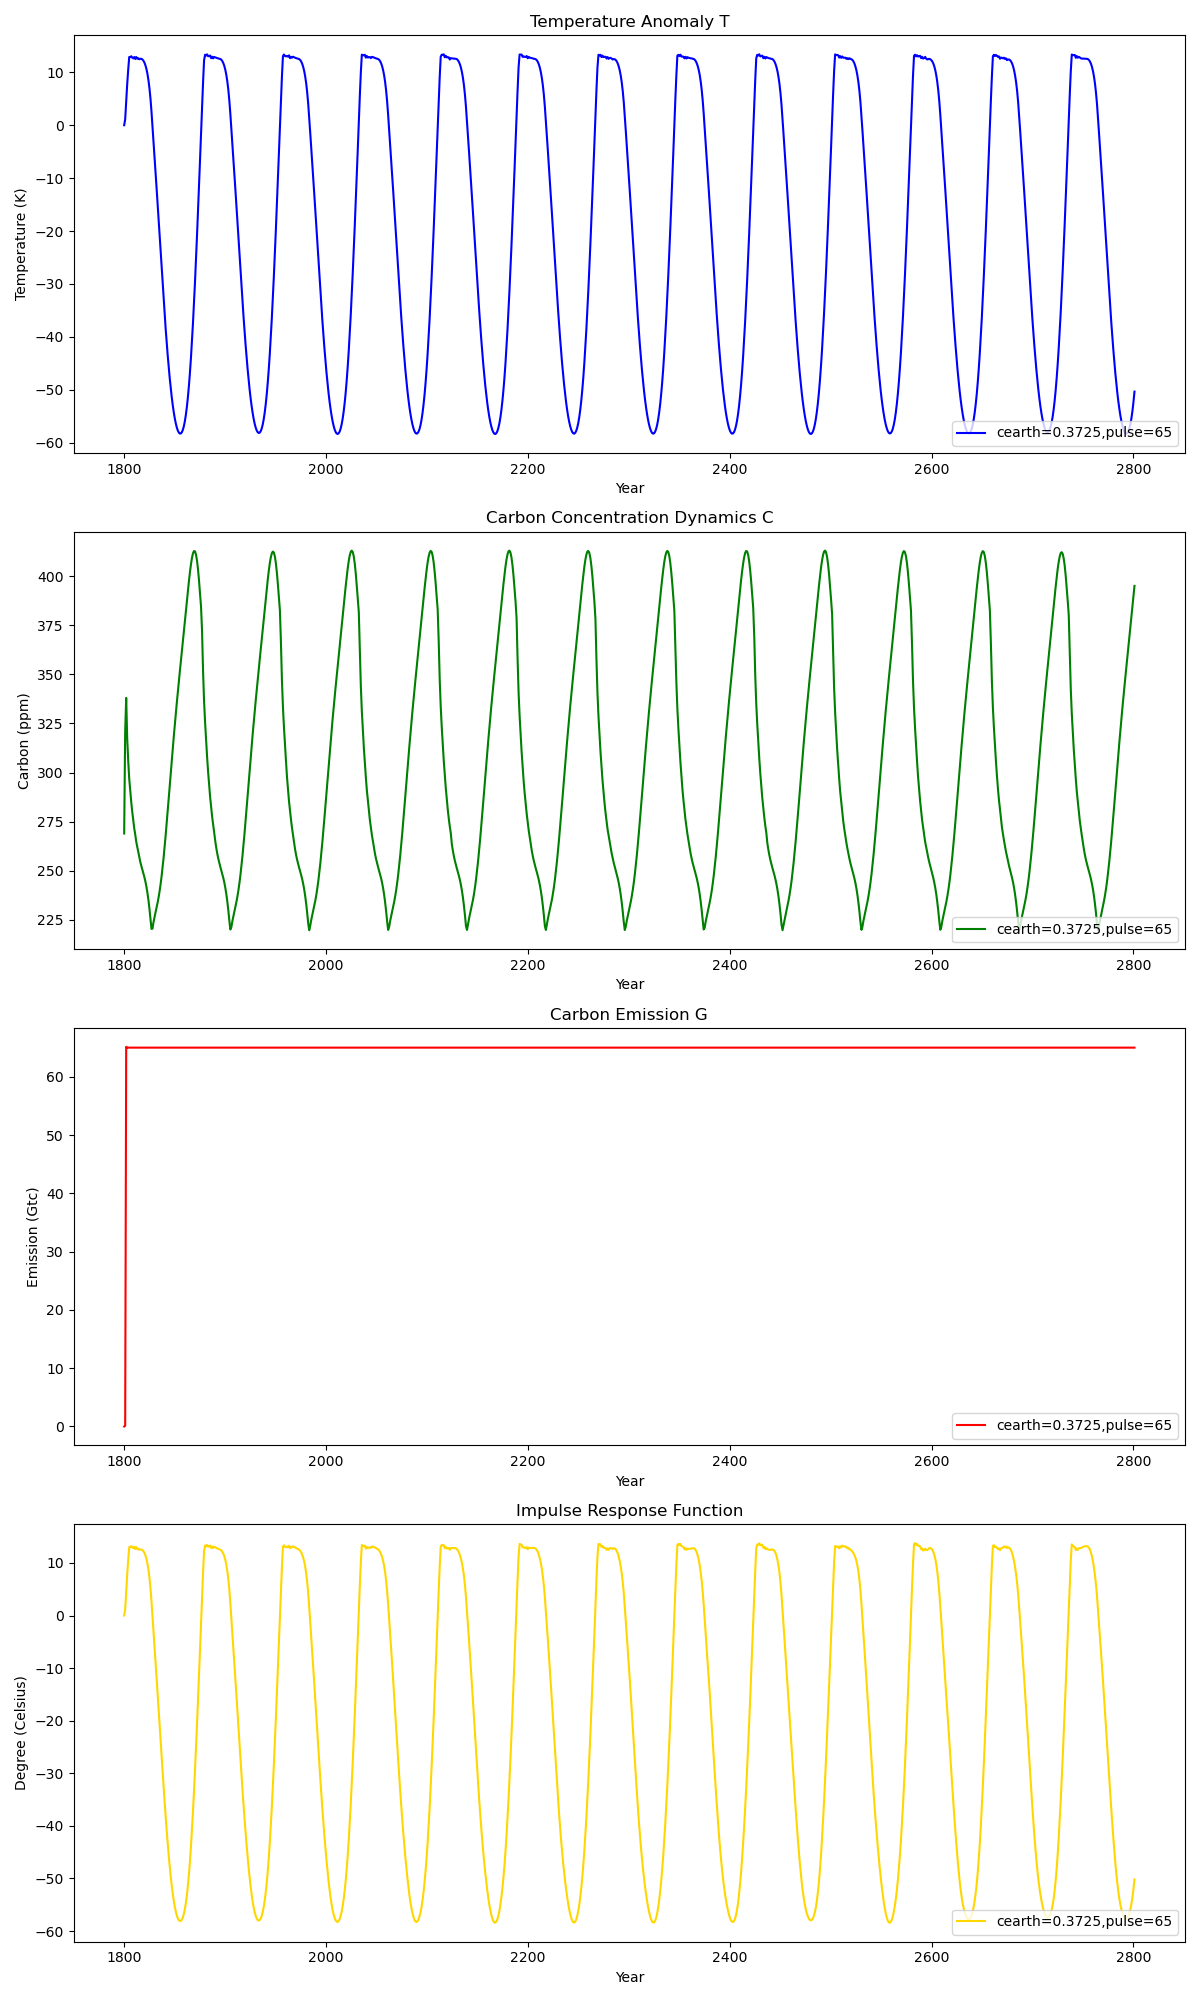 Temperature Anomaly T
10
0
−10
−20
−30
−40
−50
−60
Temperature (K)
cearth=0.3725,pulse=65
1800 2000 2200 2400 2600 2800
Year
Carbon Concentration Dynamics C
400
375
350
325
300
275
250
225
Carbon (ppm)
cearth=0.3725,pulse=65
1800 2000 2200 2400 2600 2800
Year
Carbon Emission G
60
50
40
30
20
10
0
Emission (Gtc)
cearth=0.3725,pulse=65
1800 2000 2200 2400 2600 2800
Year
Impulse Response Function
10
0
−10
−20
−30
−40
−50
−60
Degree (Celsius)
cearth=0.3725,pulse=65
1800 2000 2200 2400 2600 2800
Year